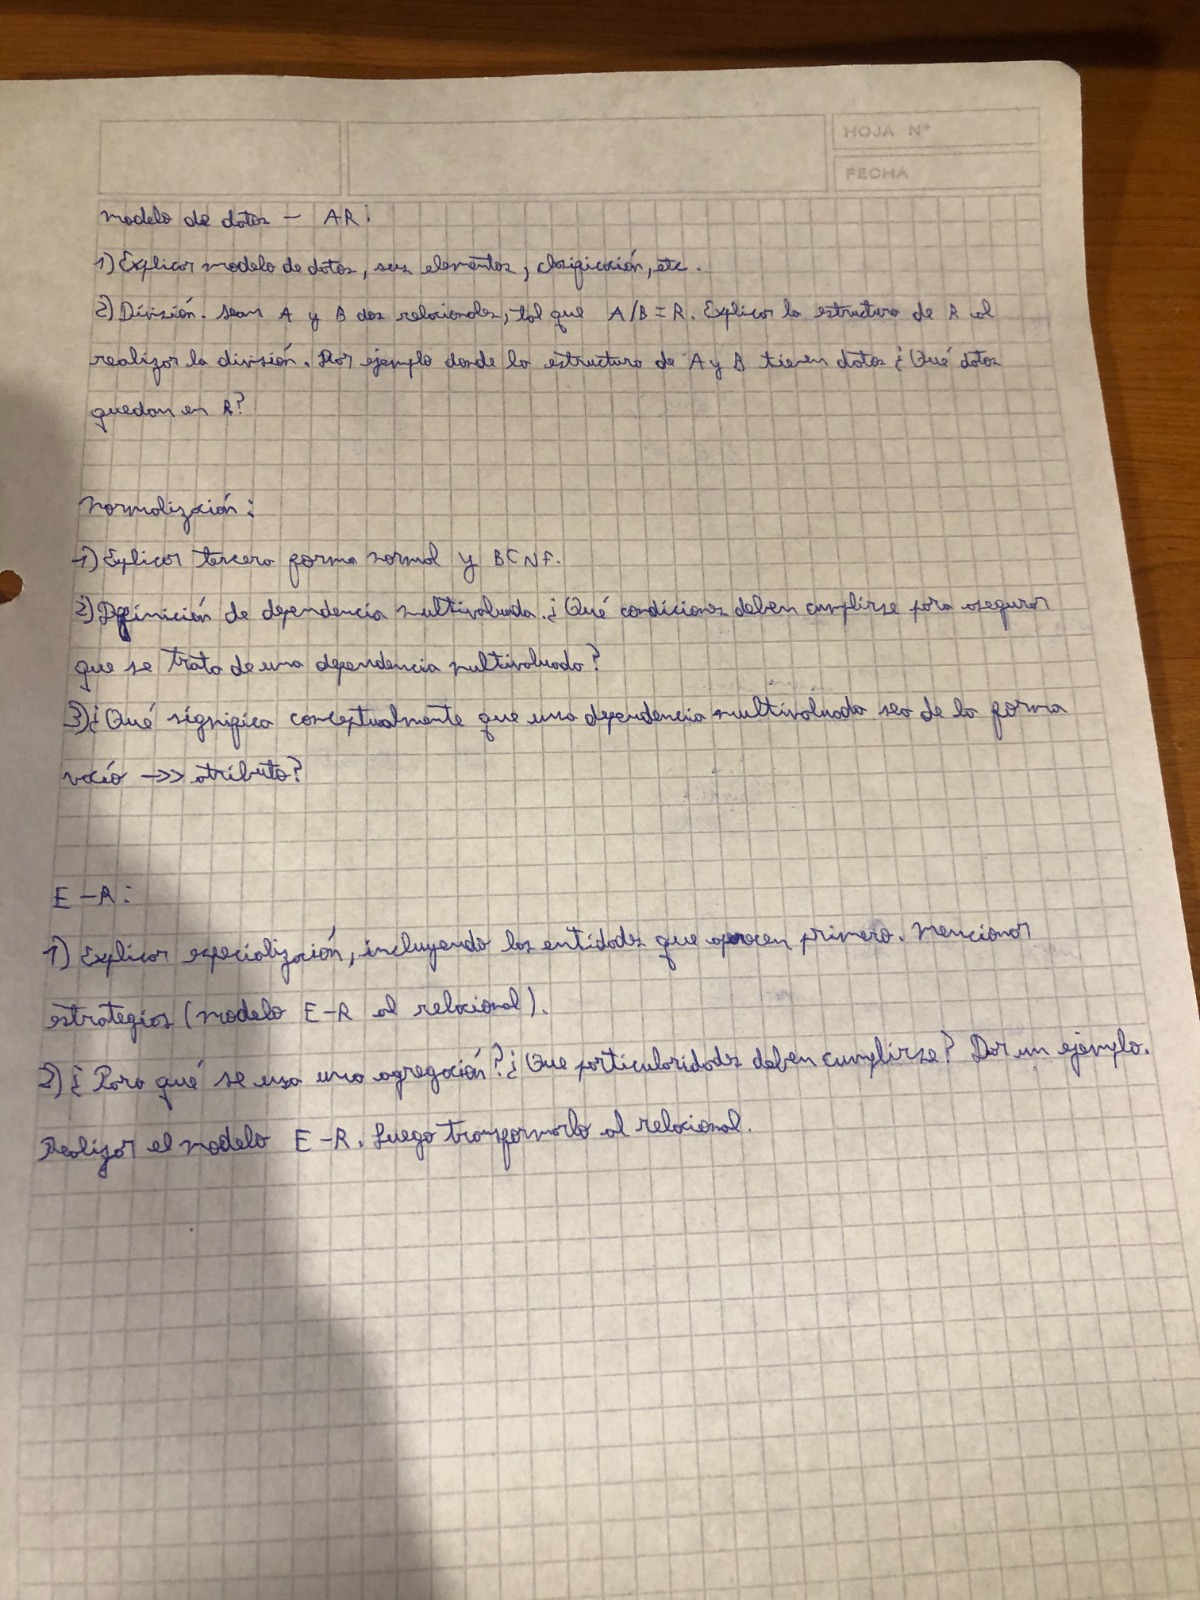 HOJA N°
FECHA
Modelo de datos – AR:
1) Explicar modelo de datos, sus elementos, clasificación, etc.
2) División. Sean A y B dos relacionales, tal que A/B = R. Explicar la estructura de R al
realizar la división. Por ejemplo donde la estructura de A y B tienen datos ¿Qué datos
quedan en R?
Normalización:
1) Explicar tercera forma normal y BCNF.
2) Definición de dependencia multivaluada. ¿Qué condiciones deben cumplirse para asegurar
que se trata de una dependencia multivaluada?
3) ¿Qué significa conceptualmente que una dependencia multivaluada sea de la forma
vacío ->> atributo?
E-R:
1) Explicar especialización, incluyendo las entidades que aparecen primero. Mencionar
estrategias (modelo E-R al relacional).
2) ¿Para qué se usa una agregación? ¿Que particularidades deben cumplirse? Dar un ejemplo.
Realizar el modelo E-R. Luego transformarlo al relacional.